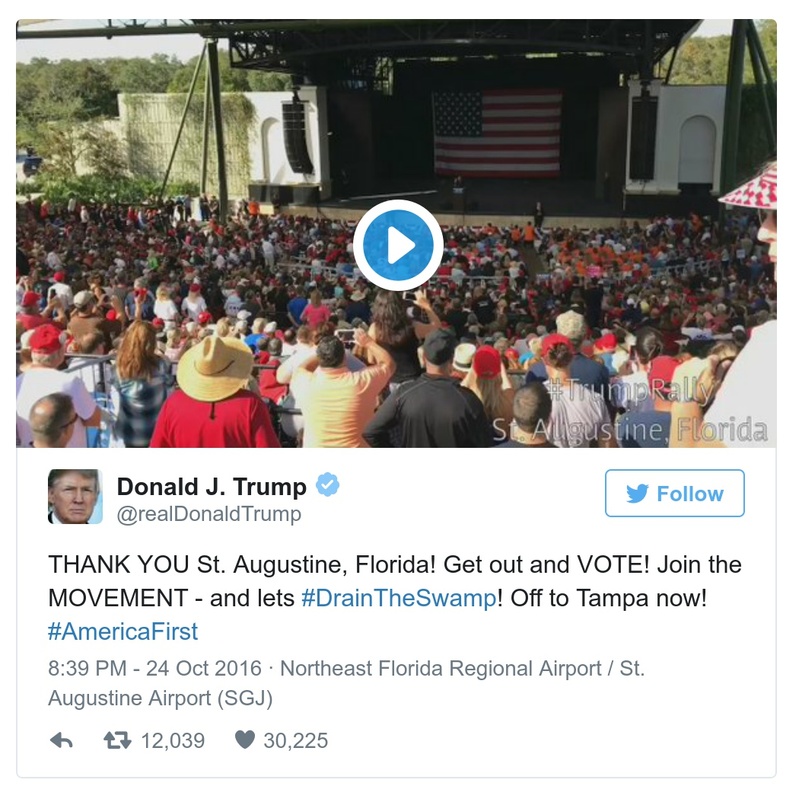 #TrumpRally
St. Augustine, Florida
Donald J. Trump
@realDonaldTrump
Follow
THANK YOU St. Augustine, Florida! Get out and VOTE! Join the
MOVEMENT - and lets #DrainTheSwamp! Off to Tampa now!
#AmericaFirst
8:39 PM - 24 Oct 2016 · Northeast Florida Regional Airport / St.
Augustine Airport (SGJ)
12,039 30,225